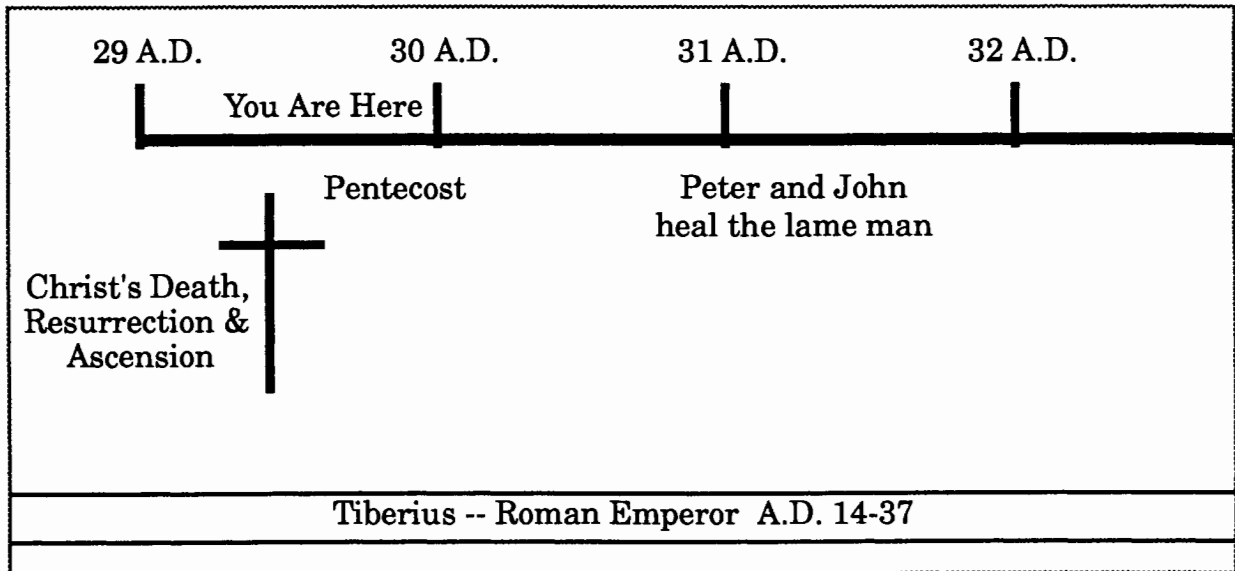 29 A.D. 30 A.D. 31 A.D. 32 A.D.
You Are Here
Pentecost
Peter and John
heal the lame man
Christ's Death,
Resurrection &
Ascension
Tiberius -- Roman Emperor A.D. 14-37